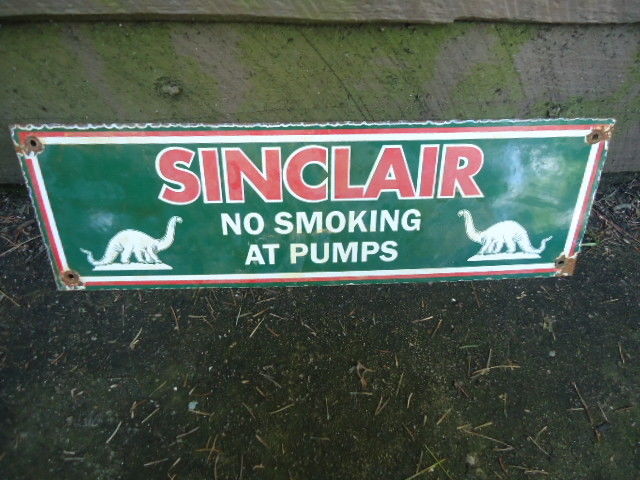 SINCLAIR
NO SMOKING
AT PUMPS